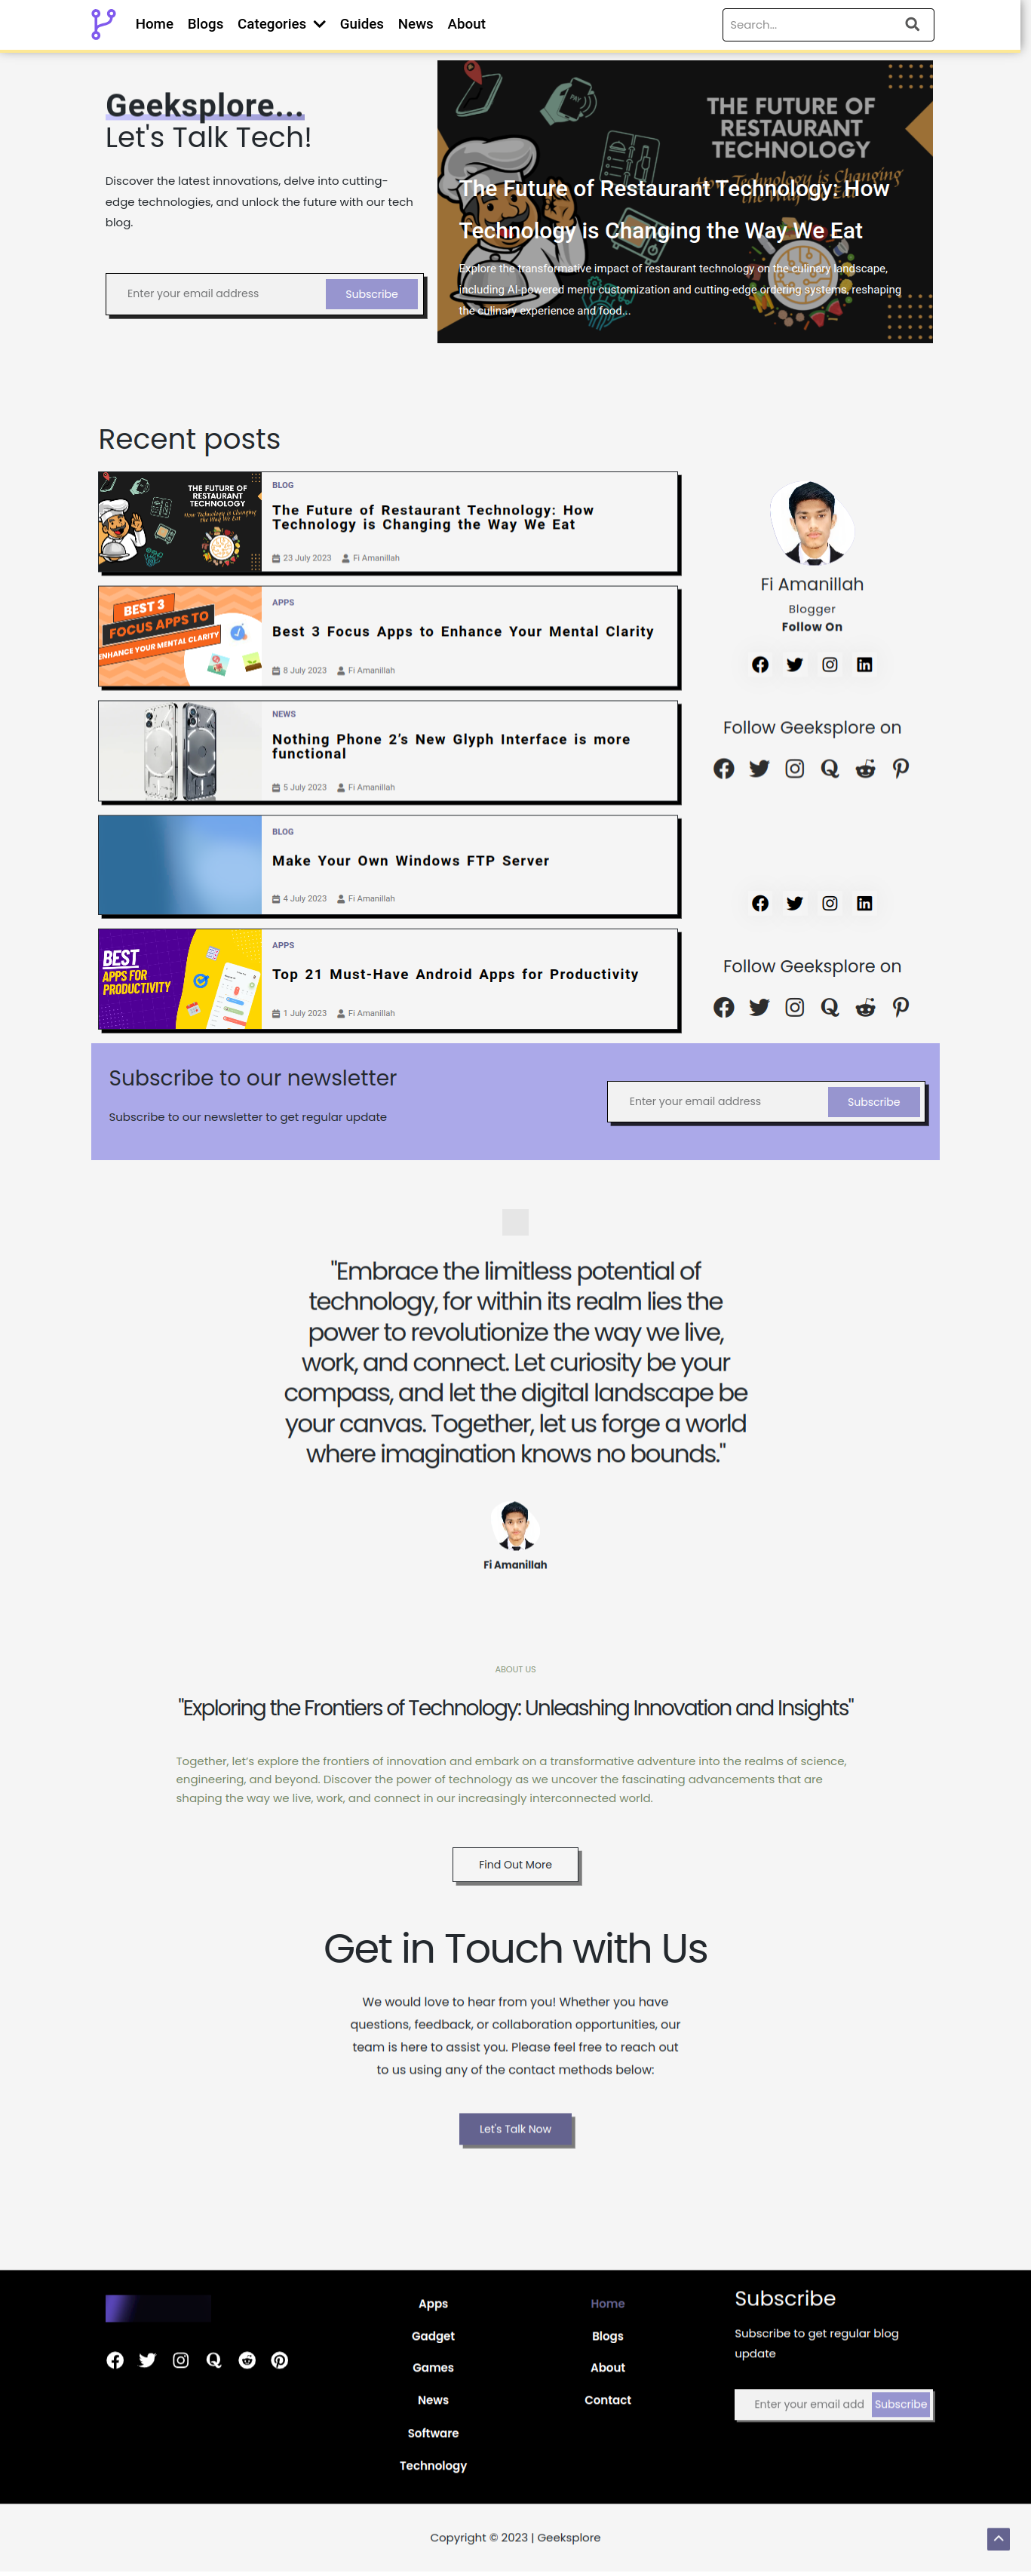 Home Blogs Categories Guides News About
Search...
Geeksplore...
Let's Talk Tech!
Discover the latest innovations, delve into cutting-
edge technologies, and unlock the future with our tech
blog.
Enter your email address
Subscribe
PAY
THE FUTURE OF
RESTAURANT
TECHNOLOGY
How Technology is Changing
the Way We Eat
The Future of Restaurant Technology: How
Technology is Changing the Way We Eat
Explore the transformative impact of restaurant technology on the culinary landscape,
including AI-powered menu customization and cutting-edge ordering systems, reshaping
the culinary experience and food...
Recent posts
THE FUTURE OF
RESTAURANT
TECHNOLOGY
How Technology is Changing
the Way We Eat
BLOG
The Future of Restaurant Technology: How
Technology is Changing the Way We Eat
23 July 2023 Fi Amanillah
BEST 3
FOCUS APPS TO
ENHANCE YOUR MENTAL CLARITY
APPS
Best 3 Focus Apps to Enhance Your Mental Clarity
8 July 2023 Fi Amanillah
NEWS
Nothing Phone 2’s New Glyph Interface is more
functional
5 July 2023 Fi Amanillah
BLOG
Make Your Own Windows FTP Server
4 July 2023 Fi Amanillah
BEST
APPS FOR
PRODUCTIVITY
APPS
Top 21 Must-Have Android Apps for Productivity
1 July 2023 Fi Amanillah
Fi Amanillah
Blogger
Follow On
Follow Geeksplore on
Follow Geeksplore on
Subscribe to our newsletter
Subscribe to our newsletter to get regular update
Enter your email address
Subscribe
"Embrace the limitless potential of
technology, for within its realm lies the
power to revolutionize the way we live,
work, and connect. Let curiosity be your
compass, and let the digital landscape be
your canvas. Together, let us forge a world
where imagination knows no bounds."
Fi Amanillah
ABOUT US
"Exploring the Frontiers of Technology: Unleashing Innovation and Insights"
Together, let’s explore the frontiers of innovation and embark on a transformative adventure into the realms of science,
engineering, and beyond. Discover the power of technology as we uncover the fascinating advancements that are
shaping the way we live, work, and connect in our increasingly interconnected world.
Find Out More
Get in Touch with Us
We would love to hear from you! Whether you have
questions, feedback, or collaboration opportunities, our
team is here to assist you. Please feel free to reach out
to us using any of the contact methods below:
Let's Talk Now
Apps
Gadget
Games
News
Software
Technology
Home
Blogs
About
Contact
Subscribe
Subscribe to get regular blog
update
Enter your email add
Subscribe
Copyright © 2023 | Geeksplore